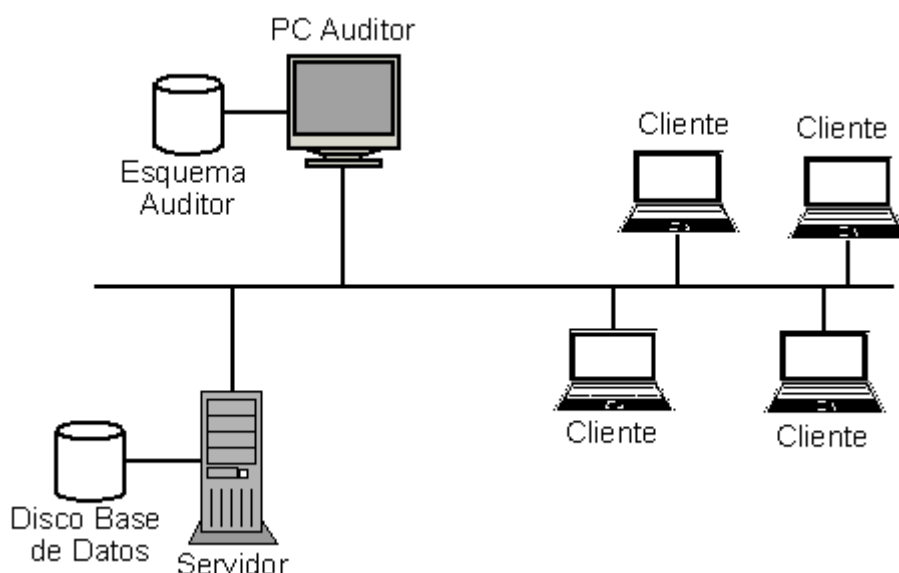 PC Auditor
Esquema
Auditor
Cliente
Cliente
Cliente
Cliente
Disco Base
de Datos
Servidor